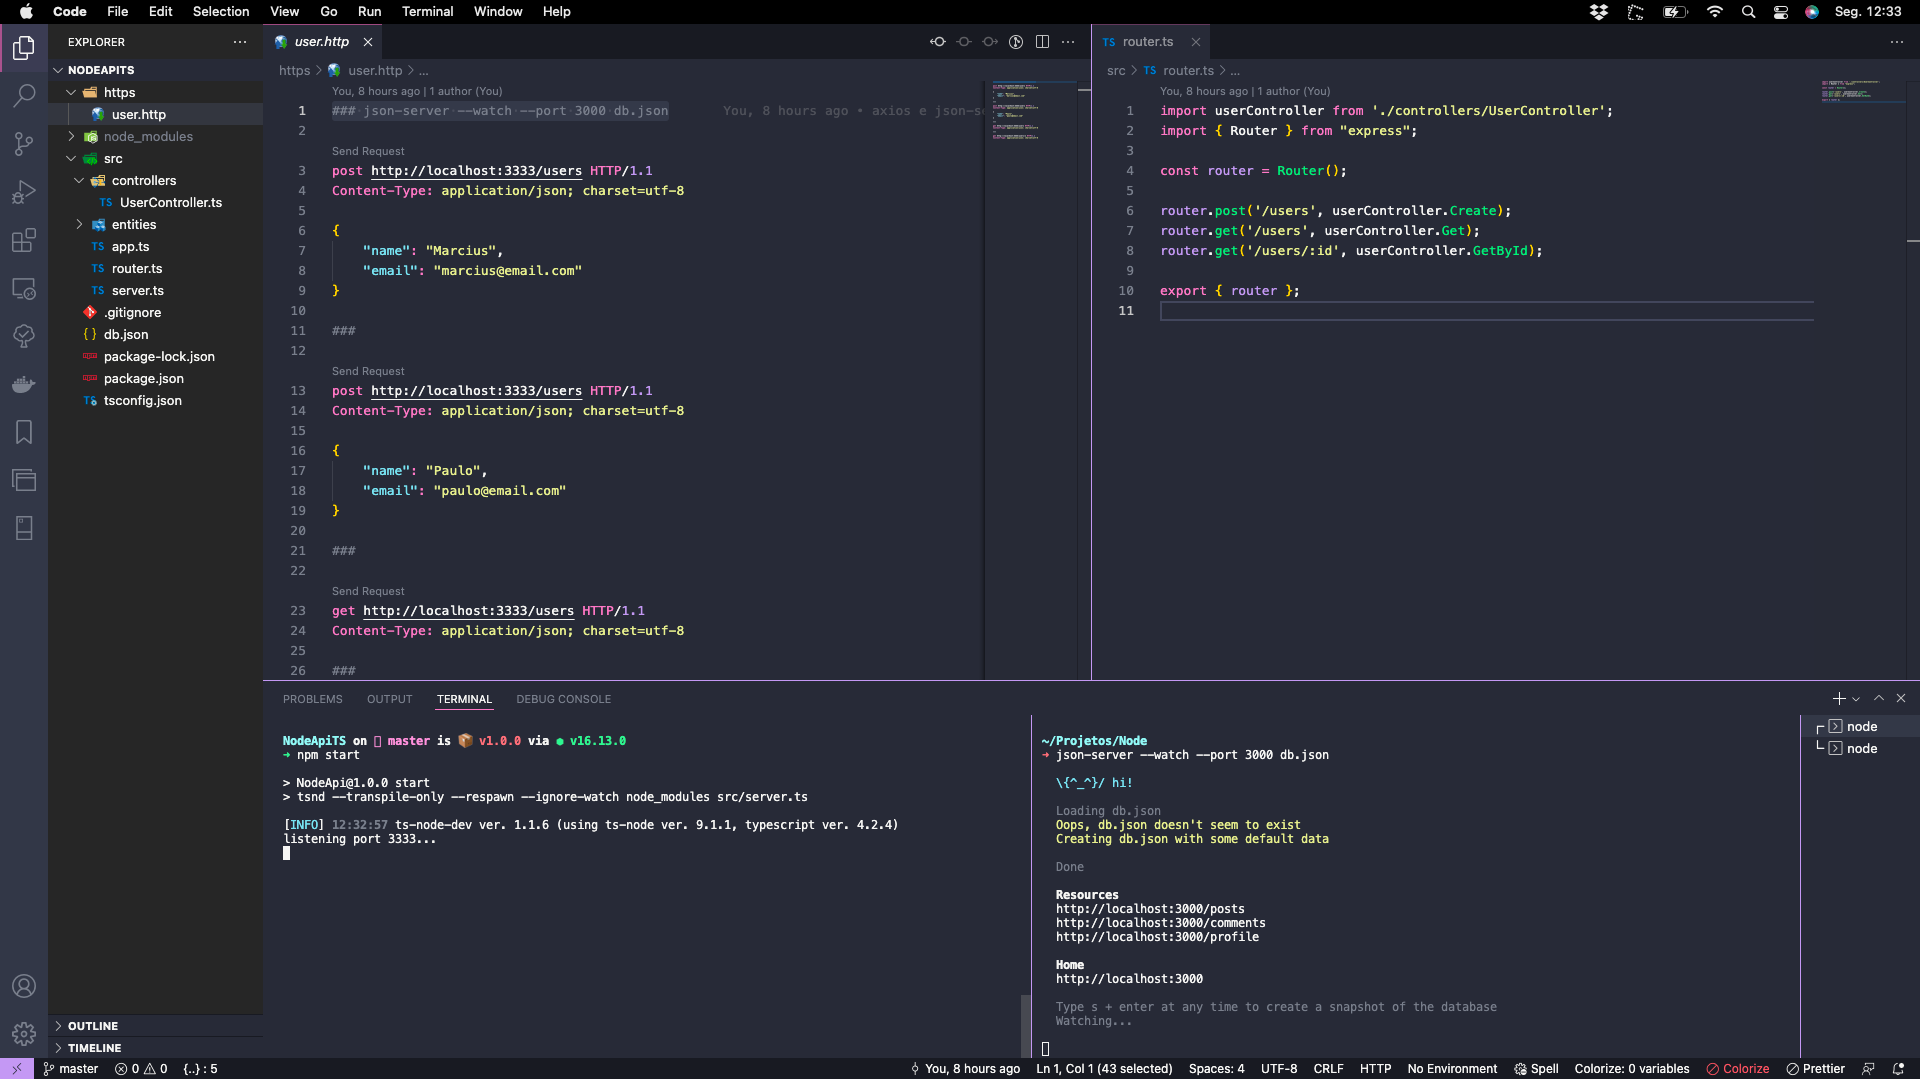 Code File Edit Selection View Go Run Terminal Window Help
Seg. 12:33
EXPLORER
NODEAPITS
https
user.http
node_modules
src
controllers
TS UserController.ts
entities
TS app.ts
TS router.ts
TS server.ts
.gitignore
{ } db.json
package-lock.json
package.json
TS tsconfig.json
OUTLINE
TIMELINE
user.http
https > user.http > ...
You, 8 hours ago | 1 author (You)
1 ### json-server --watch --port 3000 db.json You, 8 hours ago • axios e json-se
2
Send Request
3 post http://localhost:3333/users HTTP/1.1
4 Content-Type: application/json; charset=utf-8
5
6 {
7 "name": "Marcius",
8 "email": "marcius@email.com"
9 }
10
11 ###
12
Send Request
13 post http://localhost:3333/users HTTP/1.1
14 Content-Type: application/json; charset=utf-8
15
16 {
17 "name": "Paulo",
18 "email": "paulo@email.com"
19 }
20
21 ###
22
Send Request
23 get http://localhost:3333/users HTTP/1.1
24 Content-Type: application/json; charset=utf-8
25
26 ###
TS router.ts
src > TS router.ts > ...
You, 8 hours ago | 1 author (You)
1 import userController from './controllers/UserController';
2 import { Router } from "express";
3
4 const router = Router();
5
6 router.post('/users', userController.Create);
7 router.get('/users', userController.Get);
8 router.get('/users/:id', userController.GetById);
9
10 export { router };
11
PROBLEMS OUTPUT TERMINAL DEBUG CONSOLE
NodeApiTS on master is v1.0.0 via v16.13.0
→ npm start
> NodeApi@1.0.0 start
> tsnd --transpile-only --respawn --ignore-watch node_modules src/server.ts
[INFO] 12:32:57 ts-node-dev ver. 1.1.6 (using ts-node ver. 9.1.1, typescript ver. 4.2.4)
listening port 3333...
~/Projetos/Node
→ json-server --watch --port 3000 db.json
\{^_^}/ hi!
Loading db.json
Oops, db.json doesn't seem to exist
Creating db.json with some default data
Done
Resources
http://localhost:3000/posts
http://localhost:3000/comments
http://localhost:3000/profile
Home
http://localhost:3000
Type s + enter at any time to create a snapshot of the database
Watching...
node
node
master 0 0 {..} : 5
You, 8 hours ago Ln 1, Col 1 (43 selected) Spaces: 4 UTF-8 CRLF HTTP No Environment Spell Colorize: 0 variables Colorize Prettier